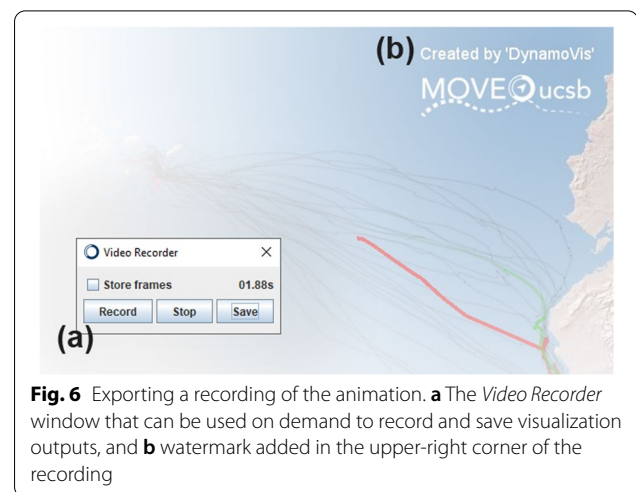 (b) Created by 'DynamoVis'
MOVE ucsb
Video Recorder
Store frames 01.88s
Record Stop Save
(a)
Fig. 6 Exporting a recording of the animation. a The Video Recorder
window that can be used on demand to record and save visualization
outputs, and b watermark added in the upper-right corner of the
recording